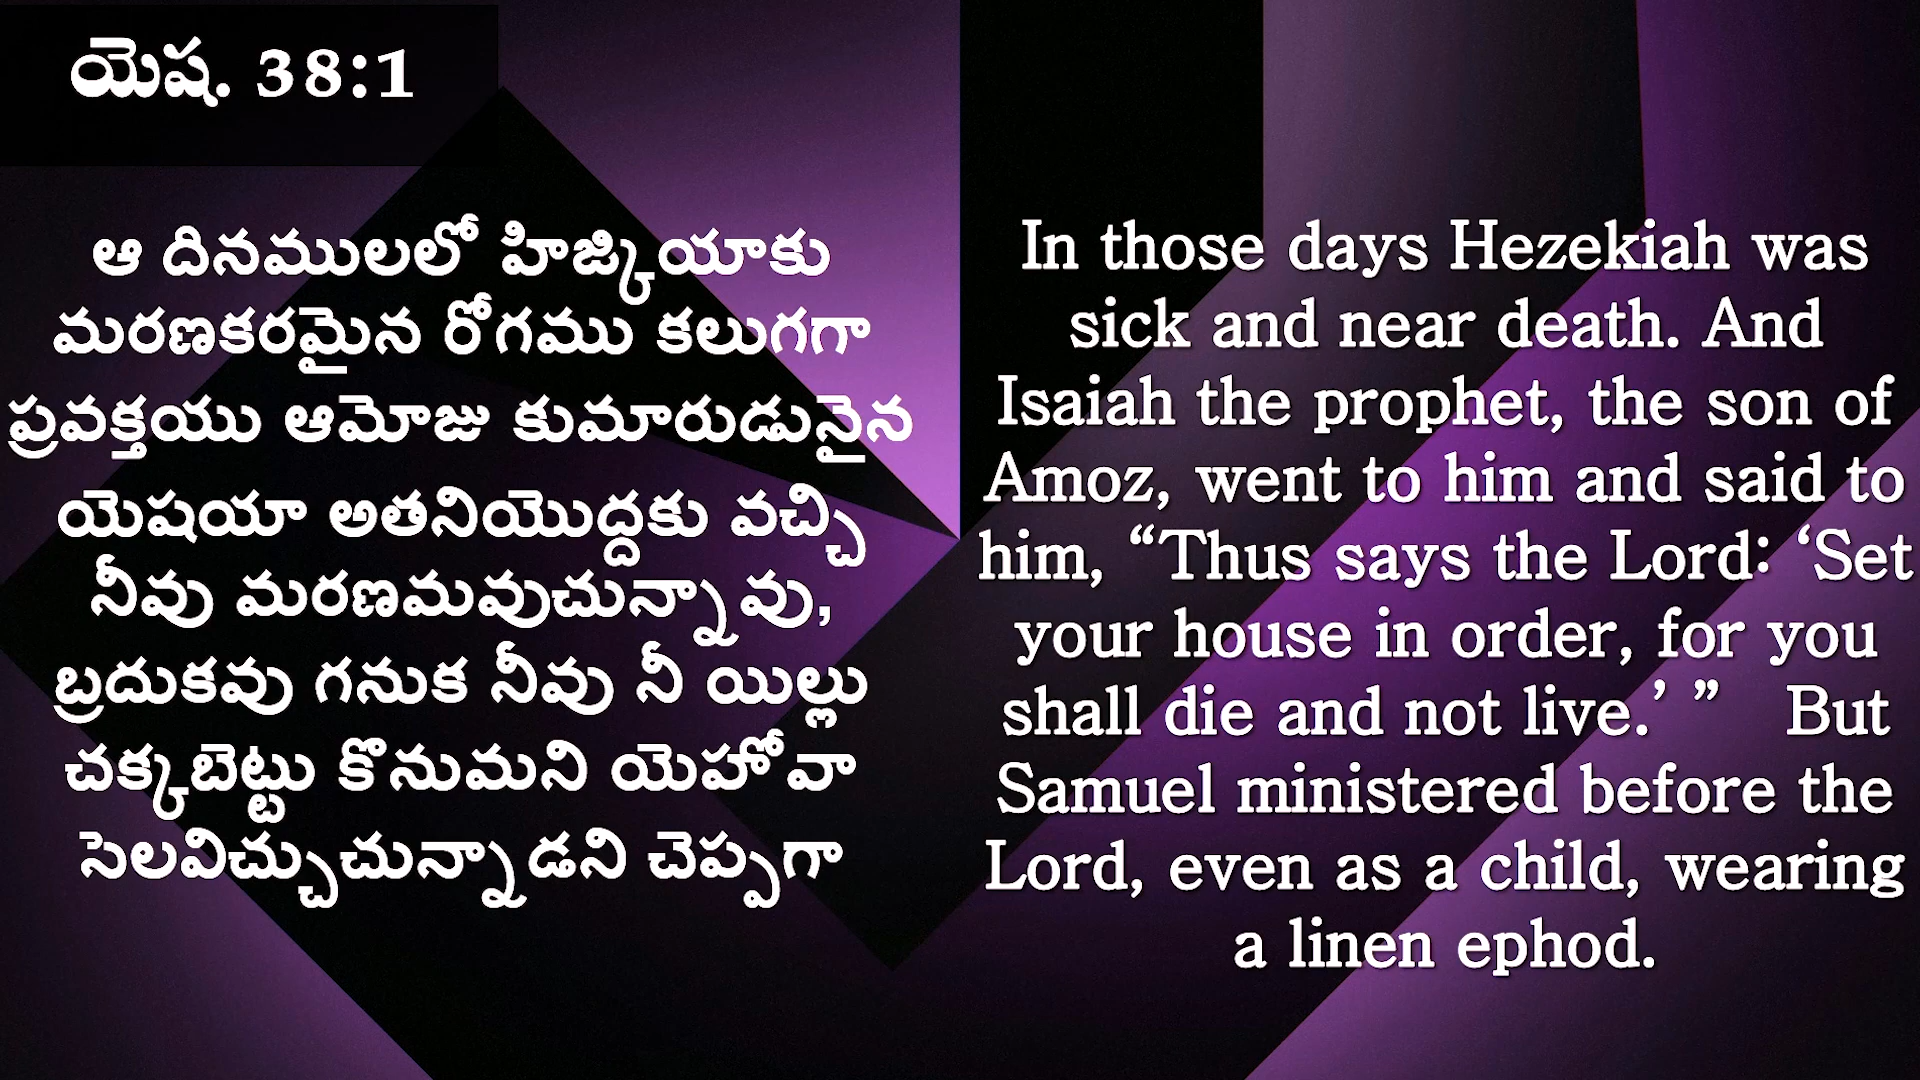 యెష. 38:1
ఆ దినములలో హిజ్కియాకు
మరణకరమైన రోగము కలుగగా
ప్రవక్తయు ఆమోజు కుమారుడునైన
యెషయా అతనియొద్దకు వచ్చి
నీవు మరణమవుచున్నావు,
బ్రదుకవు గనుక నీవు నీ యిల్లు
చక్కబెట్టు కొనుమని యెహోవా
సెలవిచ్చుచున్నాడని చెప్పగా
In those days Hezekiah was
sick and near death. And
Isaiah the prophet, the son of
Amoz, went to him and said to
him, “Thus says the Lord: ‘Set
your house in order, for you
shall die and not live.’ ” But
Samuel ministered before the
Lord, even as a child, wearing
a linen ephod.